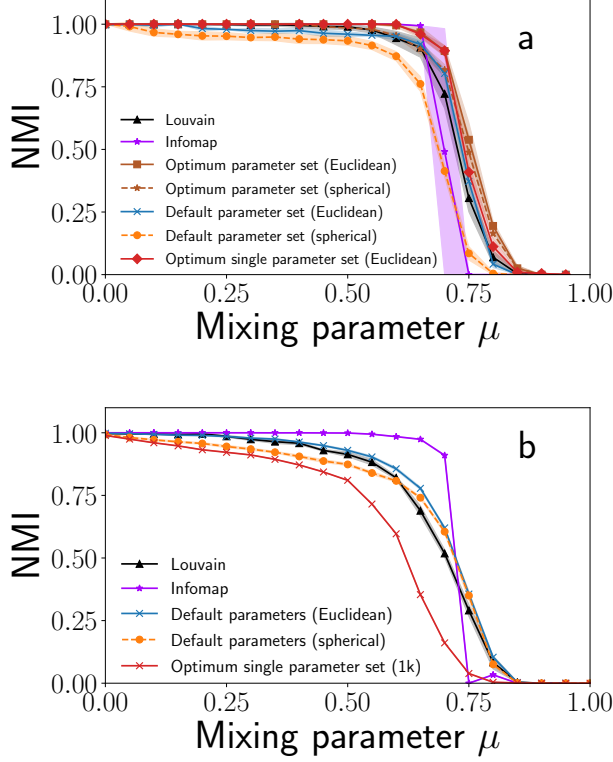 a
NMI
1.00
0.75
0.50
0.25
0.00
Louvain
Infomap
Optimum parameter set (Euclidean)
Optimum parameter set (spherical)
Default parameter set (Euclidean)
Default parameter set (spherical)
Optimum single parameter set (Euclidean)
0.00 0.25 0.50 0.75 1.00
Mixing parameter μ
b
NMI
1.00
0.75
0.50
0.25
0.00
Louvain
Infomap
Default parameters (Euclidean)
Default parameters (spherical)
Optimum single parameter set (1k)
0.00 0.25 0.50 0.75 1.00
Mixing parameter μ